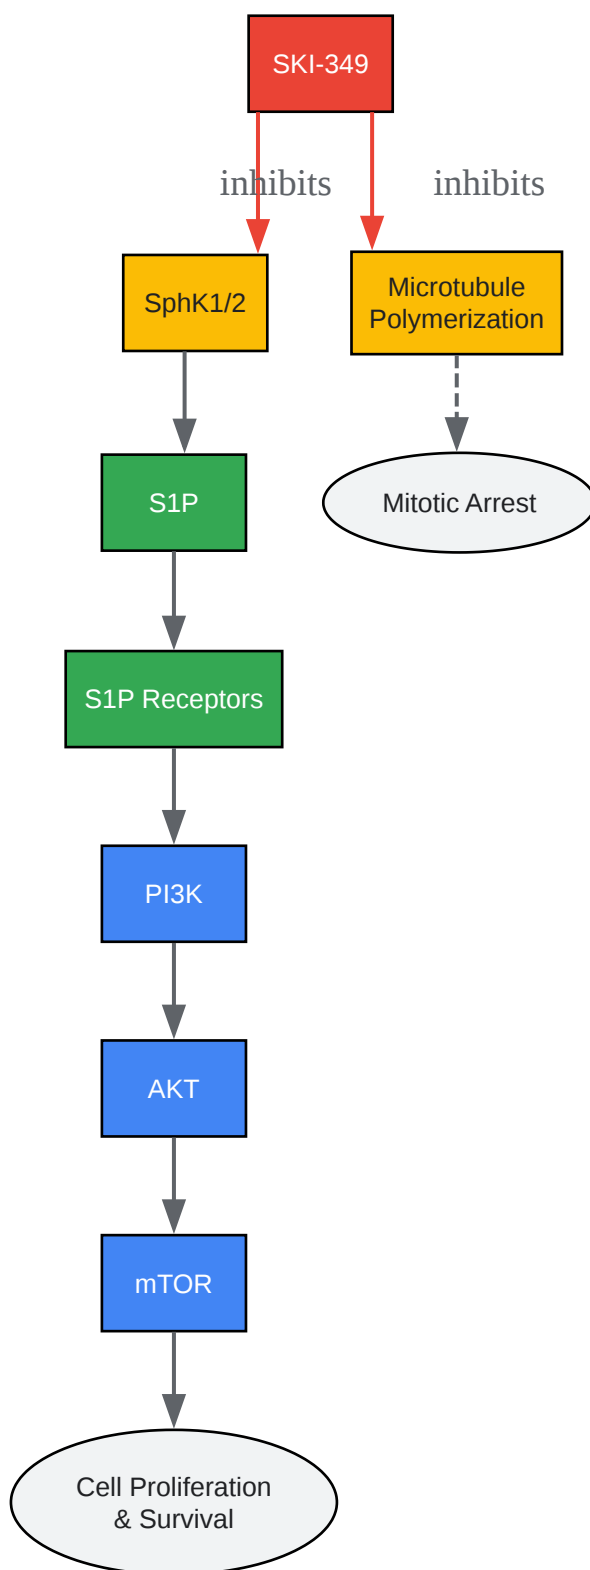 SKI-349
inhibits
inhibits
SphK1/2
Microtubule
Polymerization
S1P
Mitotic Arrest
S1P Receptors
PI3K
AKT
mTOR
Cell Proliferation
& Survival